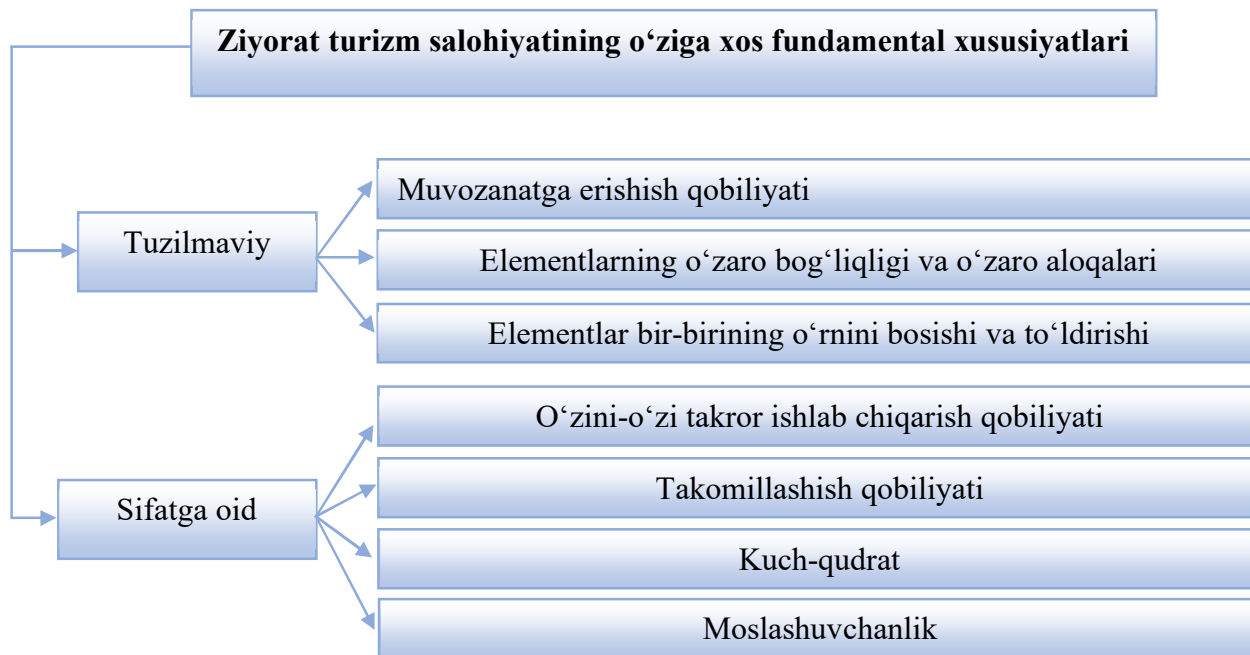 Ziyorat turizm salohiyatining o‘ziga xos fundamental xususiyatlari
Tuzilmaviy
Muvozanatga erishish qobiliyati
Elementlarning o‘zaro bog‘liqligi va o‘zaro aloqalari
Elementlar bir-birining o‘rnini bosishi va to‘ldirishi
Sifatga oid
O‘zini-o‘zi takror ishlab chiqarish qobiliyati
Takomillashish qobiliyati
Kuch-qudrat
Moslashuvchanlik